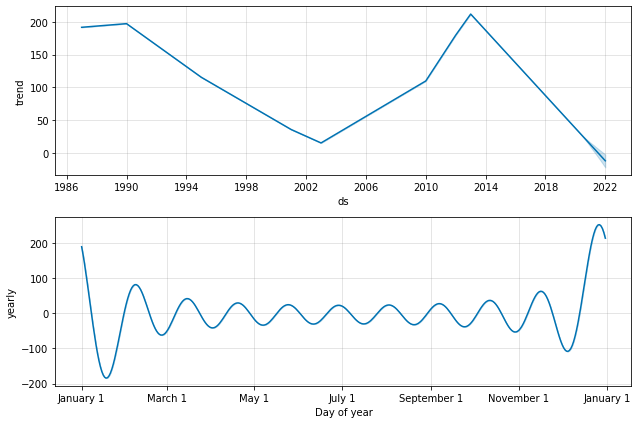 200
150
100
50
0
trend
1986 1990 1994 1998 2002 2006 2010 2014 2018 2022
ds
200
100
0
−100
−200
yearly
January 1 March 1 May 1 July 1 September 1 November 1 January 1
Day of year